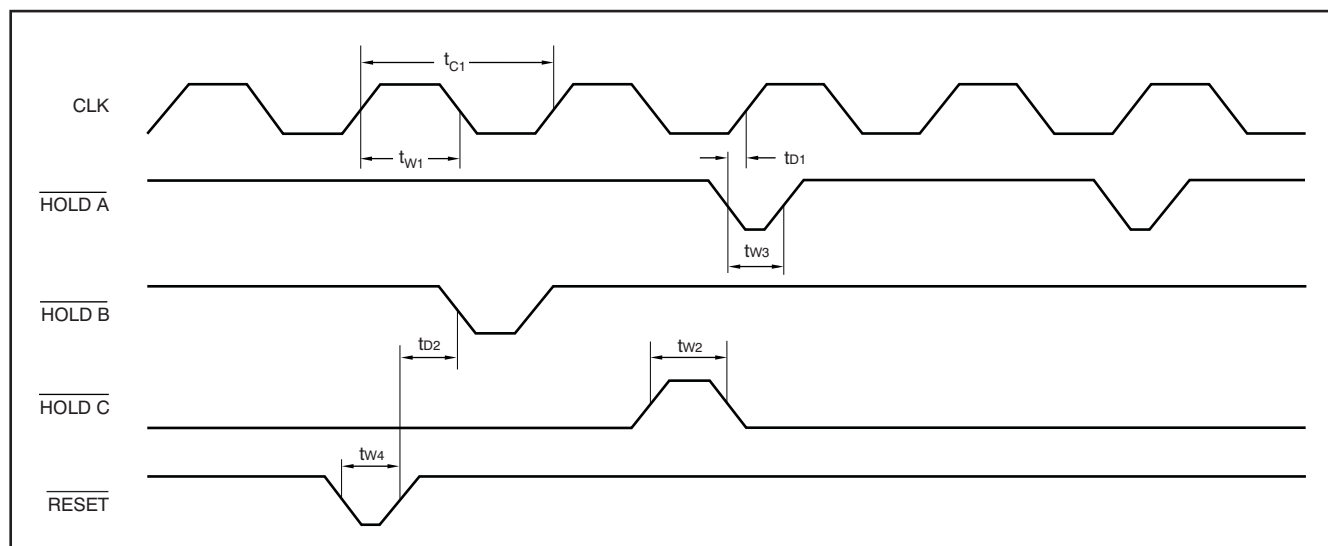 tC1
CLK
tW1
tD1
HOLD A
tW3
HOLD B
tD2
tW2
HOLD C
tW4
RESET